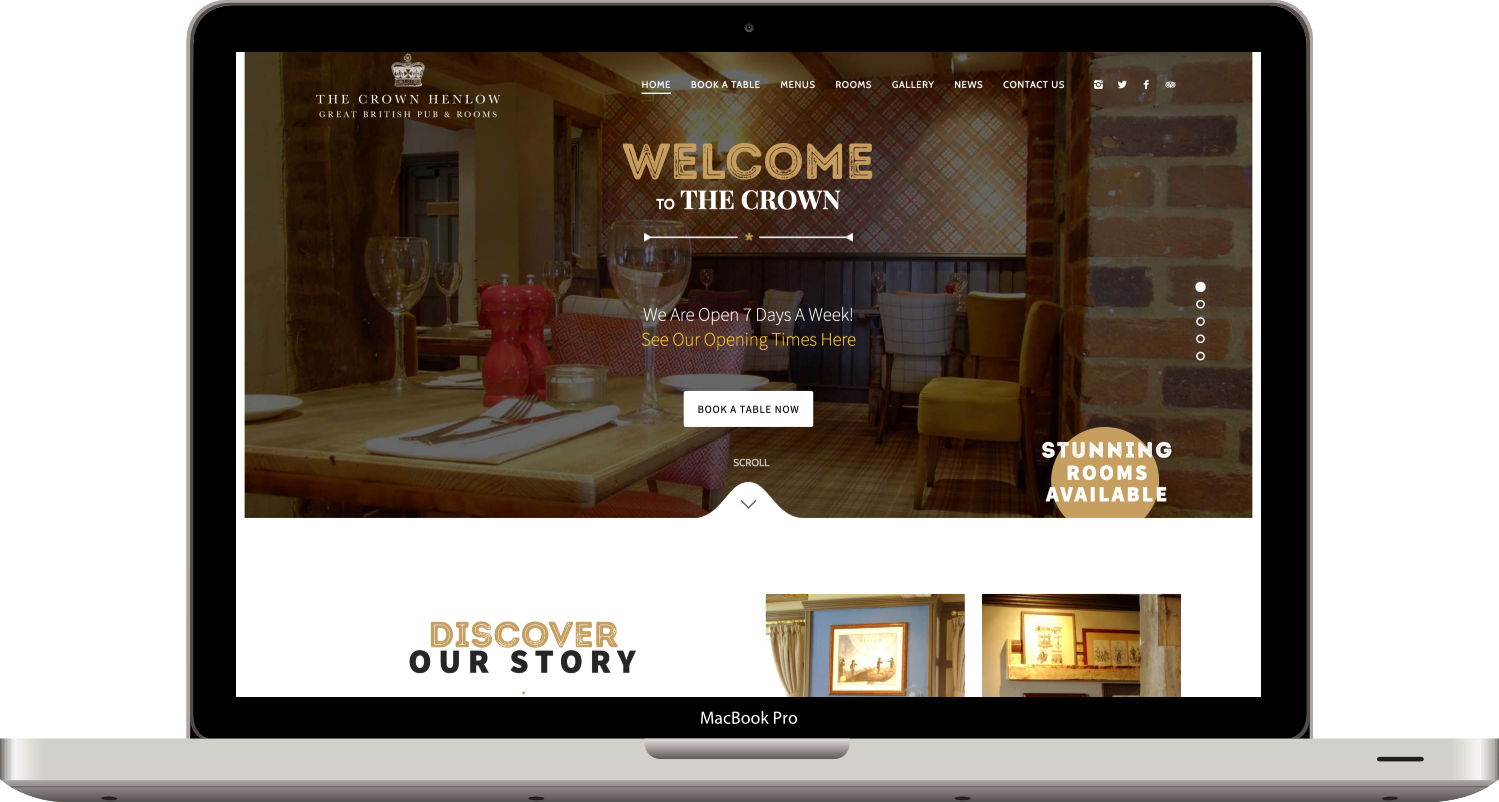 THE CROWN HENLOW
GREAT BRITISH PUB & ROOMS
HOME BOOK A TABLE MENUS ROOMS GALLERY NEWS CONTACT US
WELCOME
TO THE CROWN
We Are Open 7 Days A Week!
See Our Opening Times Here
BOOK A TABLE NOW
SCROLL
STUNNING
ROOMS
AVAILABLE
DISCOVER
OUR STORY
MacBook Pro